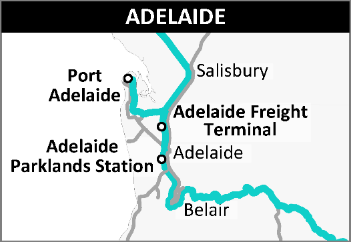 ADELAIDE
Salisbury
Port
Adelaide
Adelaide Freight
Terminal
Adelaide
Parklands Station
Adelaide
Belair